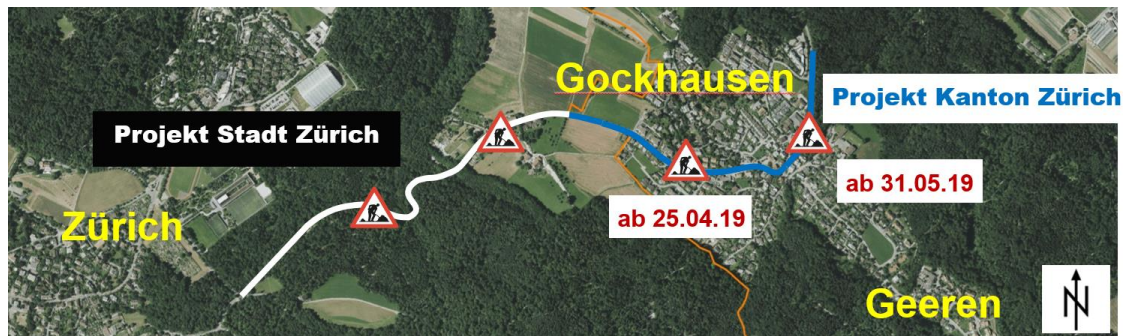 Gockhausen
Projekt Kanton Zürich
Projekt Stadt Zürich
ab 31.05.19
ab 25.04.19
Zürich
Geeren
N